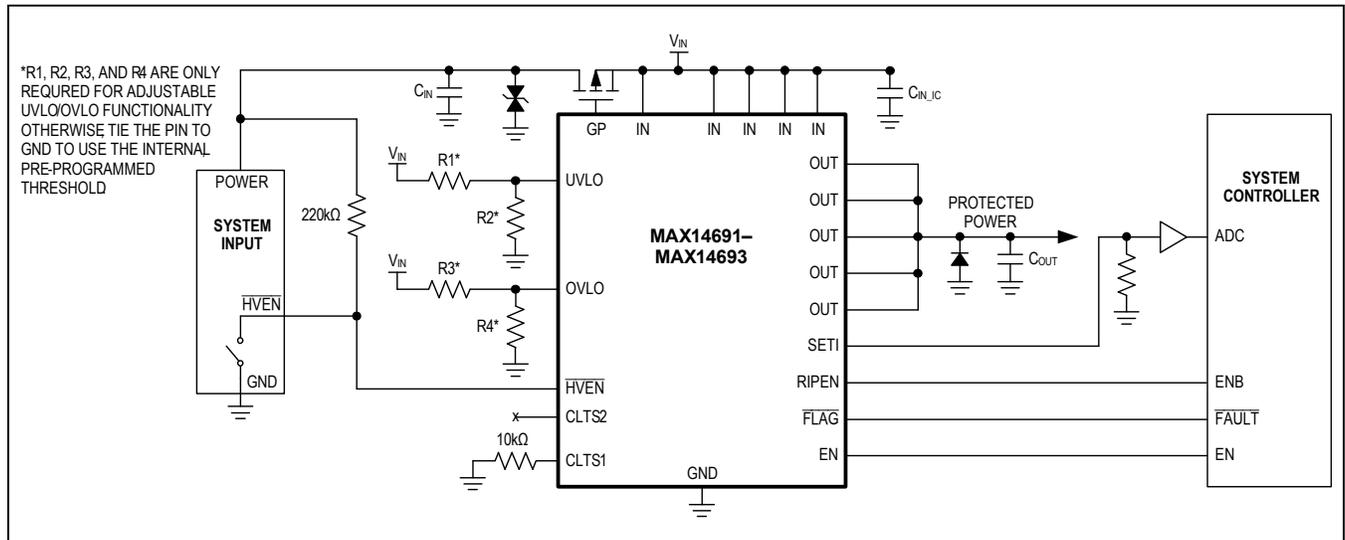 *R1, R2, R3, AND R4 ARE ONLY
REQURED FOR ADJUSTABLE
UVLO/OVLO FUNCTIONALITY
OTHERWISE, TIE THE PIN TO
GND TO USE THE INTERNAL
PRE-PROGRAMMED
THRESHOLD.
POWER
SYSTEM
INPUT
HVEN
GND
220kΩ
CIN
VIN
CIN_IC
GP
IN
IN
IN
IN
IN
VIN
R1*
R2*
UVLO
VIN
R3*
R4*
OVLO
HVEN
x
CLTS2
10kΩ
CLTS1
MAX14691–
MAX14693
GND
OUT
OUT
OUT
OUT
OUT
SETI
RIPEN
FLAG
EN
PROTECTED
POWER
COUT
SYSTEM
CONTROLLER
ADC
ENB
FAULT
EN